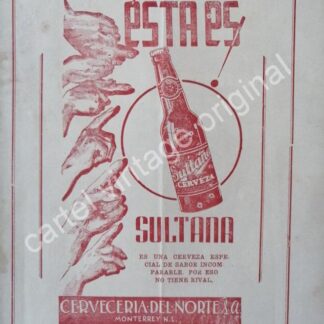 ESTA ES
!
Sultana
CERVEZA
SULTANA
ES UNA CERVEZA ESPE-
CIAL DE SABOR INCOM
PARABLE. POR ESO
NO TIENE RIVAL.
CERVECERIA·DEL·NORTE, S.A.
MONTERREY N.L.
cartel vintage original